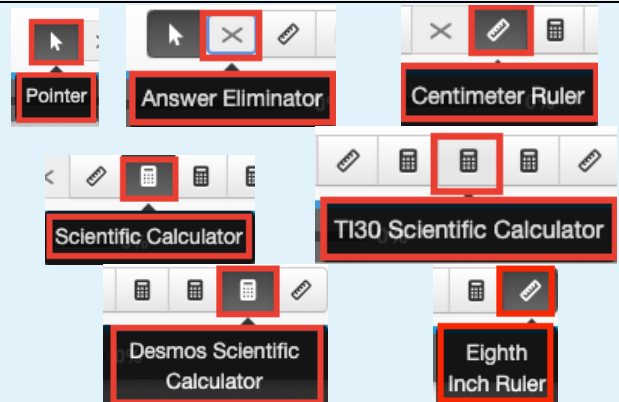 Pointer
Answer Eliminator
Centimeter Ruler
Scientific Calculator
TI30 Scientific Calculator
Desmos Scientific
Calculator
Eighth
Inch Ruler